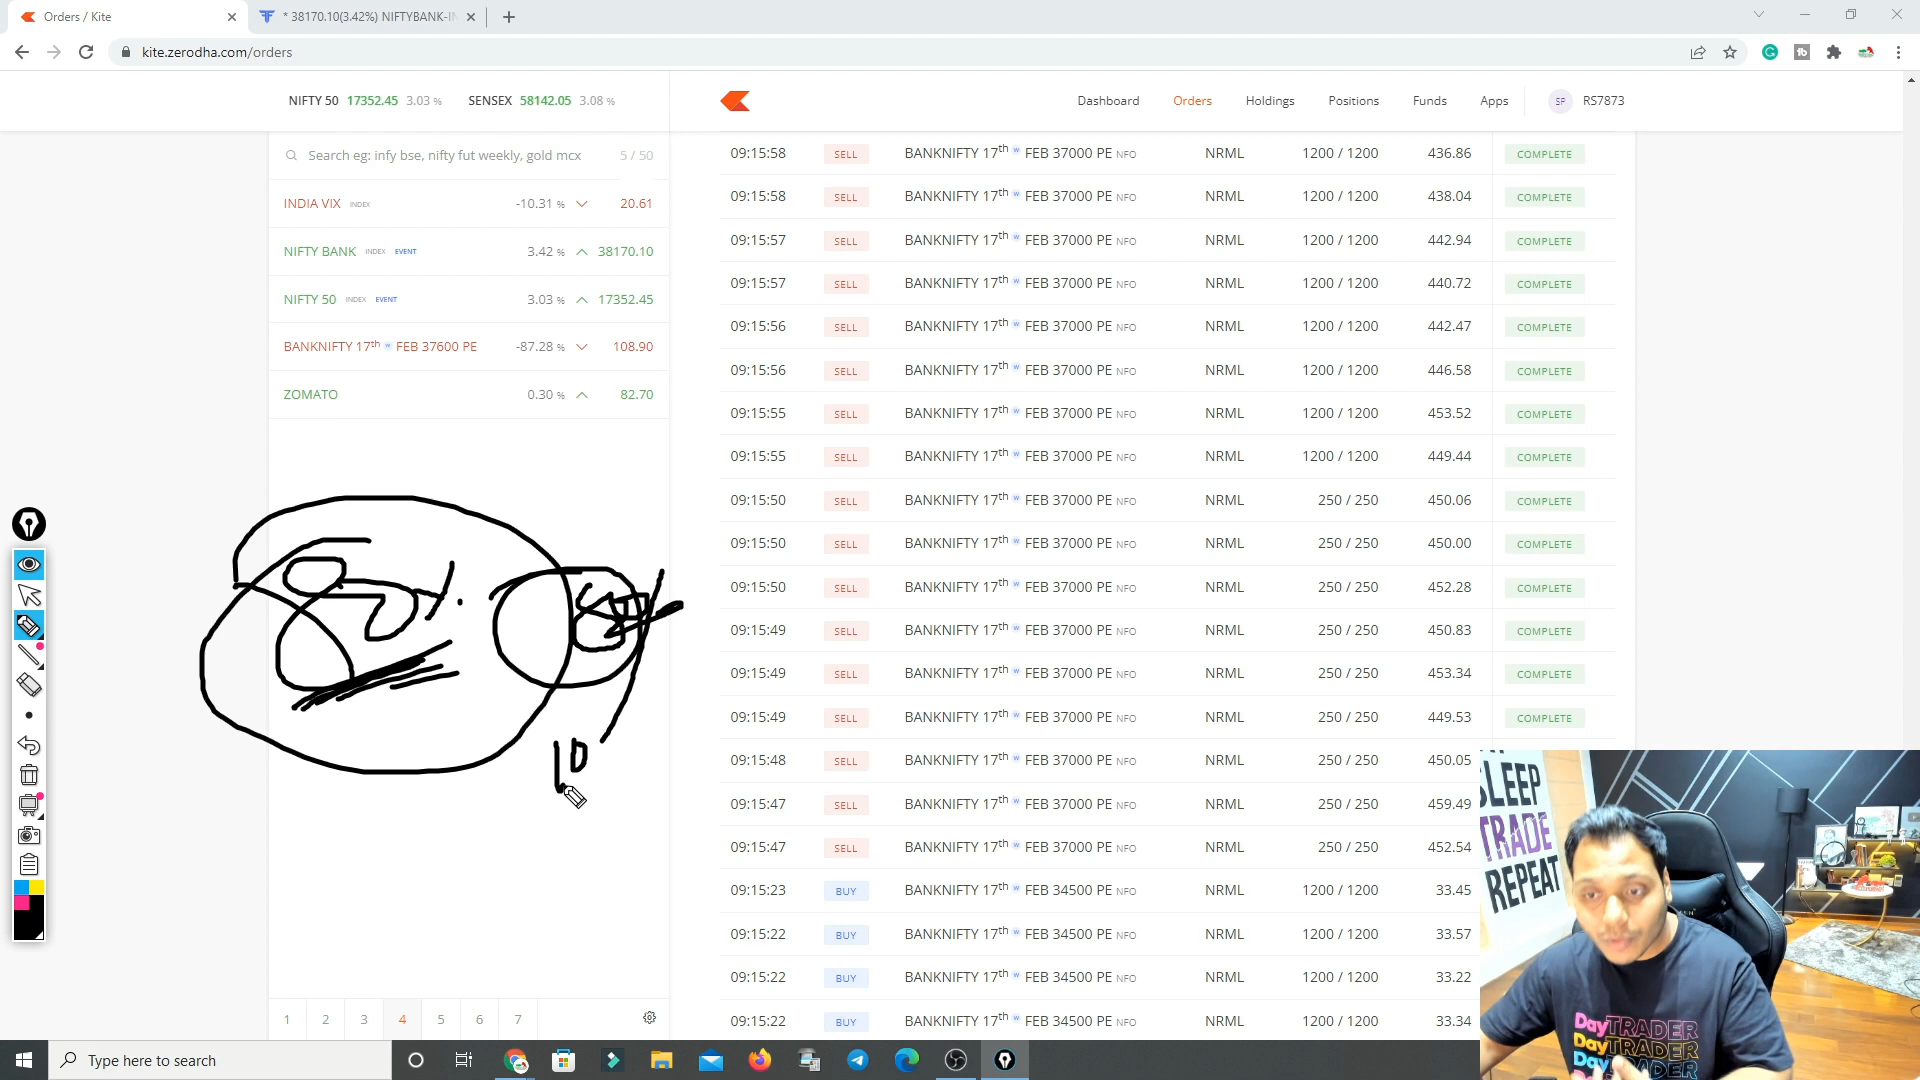 Orders / Kite
* 38170.10(3.42%) NIFTYBANK-IN
kite.zerodha.com/orders
NIFTY 50 17352.45 3.03 % SENSEX 58142.05 3.08 %
Dashboard Orders Holdings Positions Funds Apps SP RS7873
Search eg: infy bse, nifty fut weekly, gold mcx 5 / 50
INDIA VIX INDEX -10.31 % 20.61
NIFTY BANK INDEX EVENT 3.42 % 38170.10
NIFTY 50 INDEX EVENT 3.03 % 17352.45
BANKNIFTY 17th w FEB 37600 PE -87.28 % 108.90
ZOMATO 0.30 % 82.70
10
1 2 3 4 5 6 7
09:15:58 SELL BANKNIFTY 17th w FEB 37000 PE NFO NRML 1200 / 1200 436.86 COMPLETE
09:15:58 SELL BANKNIFTY 17th w FEB 37000 PE NFO NRML 1200 / 1200 438.04 COMPLETE
09:15:57 SELL BANKNIFTY 17th w FEB 37000 PE NFO NRML 1200 / 1200 442.94 COMPLETE
09:15:57 SELL BANKNIFTY 17th w FEB 37000 PE NFO NRML 1200 / 1200 440.72 COMPLETE
09:15:56 SELL BANKNIFTY 17th w FEB 37000 PE NFO NRML 1200 / 1200 442.47 COMPLETE
09:15:56 SELL BANKNIFTY 17th w FEB 37000 PE NFO NRML 1200 / 1200 446.58 COMPLETE
09:15:55 SELL BANKNIFTY 17th w FEB 37000 PE NFO NRML 1200 / 1200 453.52 COMPLETE
09:15:55 SELL BANKNIFTY 17th w FEB 37000 PE NFO NRML 1200 / 1200 449.44 COMPLETE
09:15:50 SELL BANKNIFTY 17th w FEB 37000 PE NFO NRML 250 / 250 450.06 COMPLETE
09:15:50 SELL BANKNIFTY 17th w FEB 37000 PE NFO NRML 250 / 250 450.00 COMPLETE
09:15:50 SELL BANKNIFTY 17th w FEB 37000 PE NFO NRML 250 / 250 452.28 COMPLETE
09:15:49 SELL BANKNIFTY 17th w FEB 37000 PE NFO NRML 250 / 250 450.83 COMPLETE
09:15:49 SELL BANKNIFTY 17th w FEB 37000 PE NFO NRML 250 / 250 453.34 COMPLETE
09:15:49 SELL BANKNIFTY 17th w FEB 37000 PE NFO NRML 250 / 250 449.53 COMPLETE
09:15:48 SELL BANKNIFTY 17th w FEB 37000 PE NFO NRML 250 / 250 450.05
09:15:47 SELL BANKNIFTY 17th w FEB 37000 PE NFO NRML 250 / 250 459.49
09:15:47 SELL BANKNIFTY 17th w FEB 37000 PE NFO NRML 250 / 250 452.54
09:15:23 BUY BANKNIFTY 17th w FEB 34500 PE NFO NRML 1200 / 1200 33.45
09:15:22 BUY BANKNIFTY 17th w FEB 34500 PE NFO NRML 1200 / 1200 33.57
09:15:22 BUY BANKNIFTY 17th w FEB 34500 PE NFO NRML 1200 / 1200 33.22
09:15:22 BUY BANKNIFTY 17th w FEB 34500 PE NFO NRML 1200 / 1200 33.34
SLEEP
TRADE
REPEAT
DayTRADER
DayTRADER
DayTRADER
Type here to search